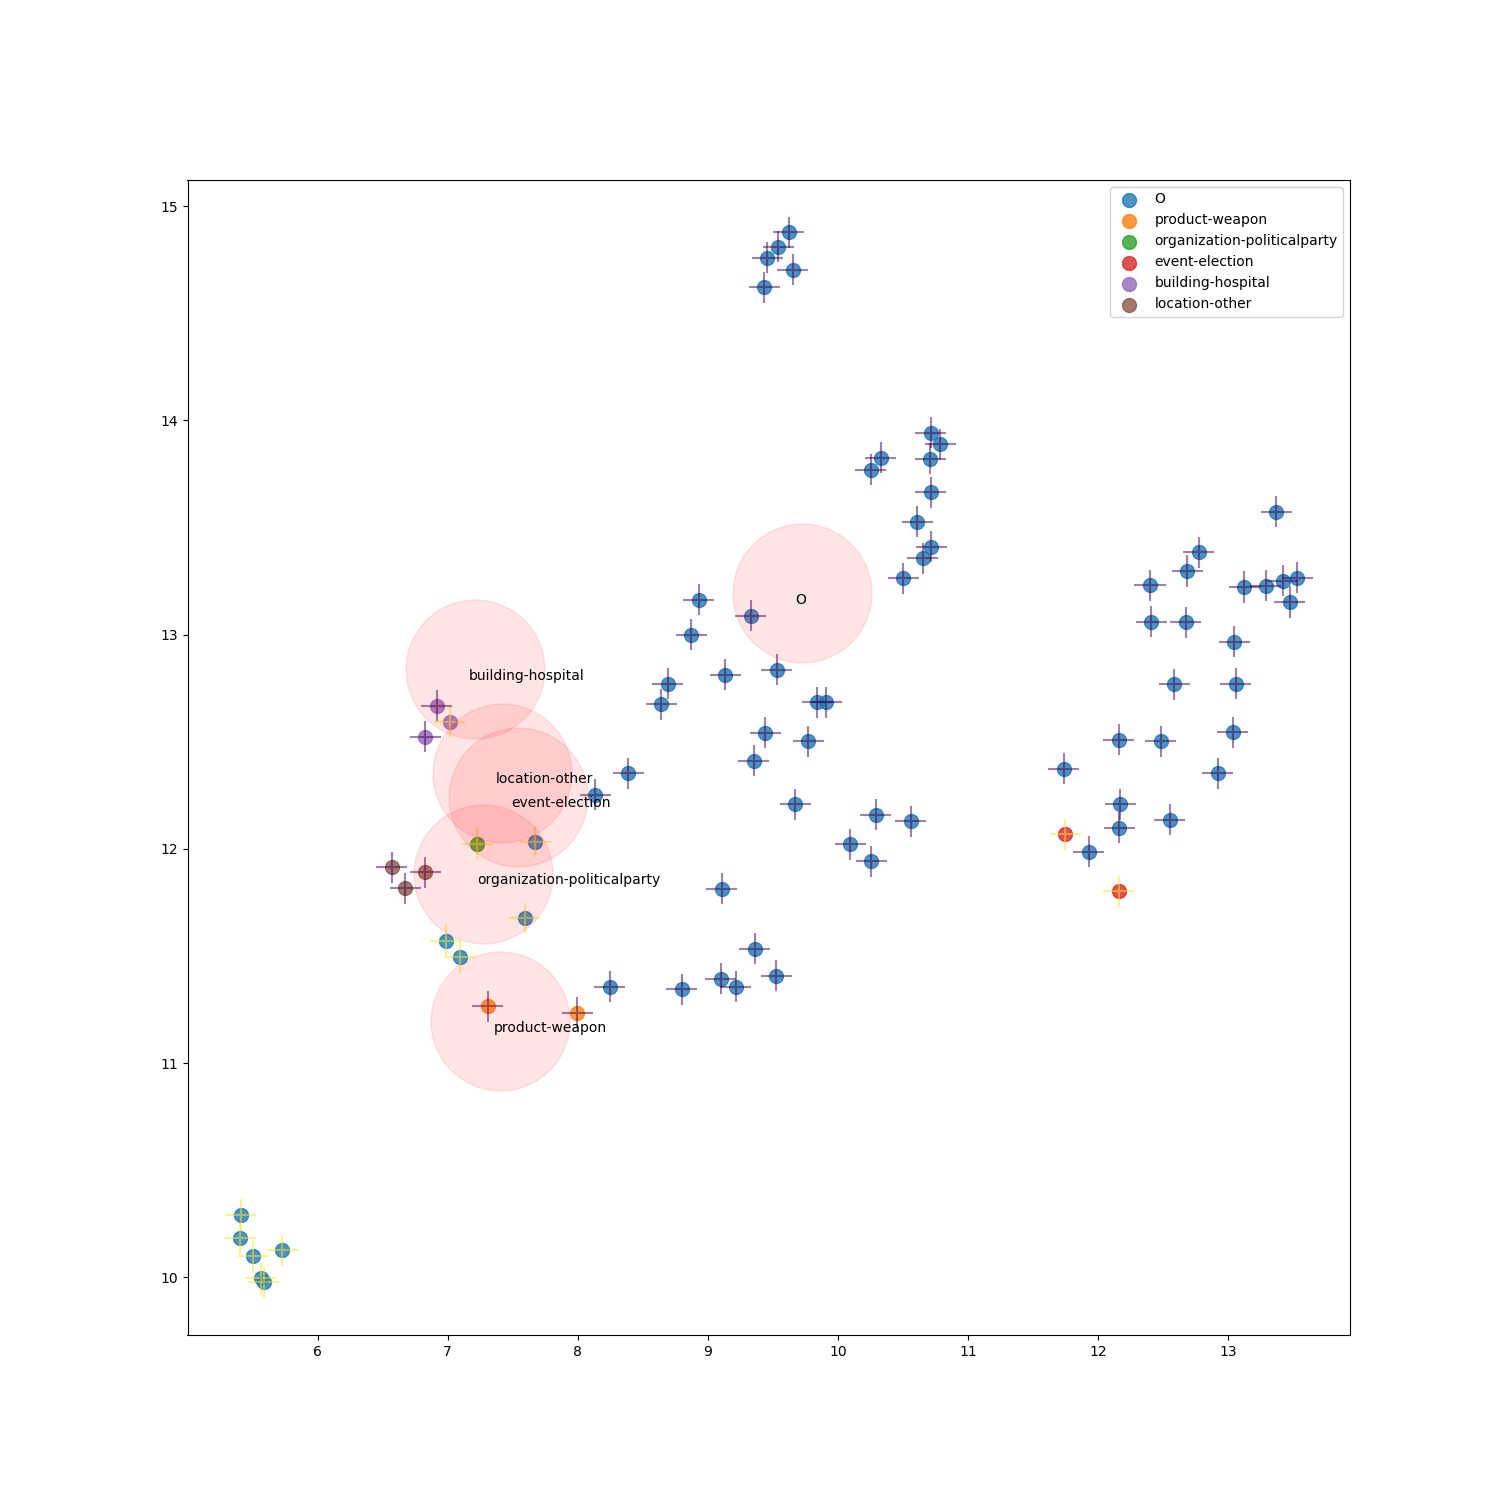 15
14
13
12
11
10
6 7 8 9 10 11 12 13
O
product-weapon
organization-politicalparty
event-election
building-hospital
location-other
O
building-hospital
location-other
event-election
organization-politicalparty
product-weapon